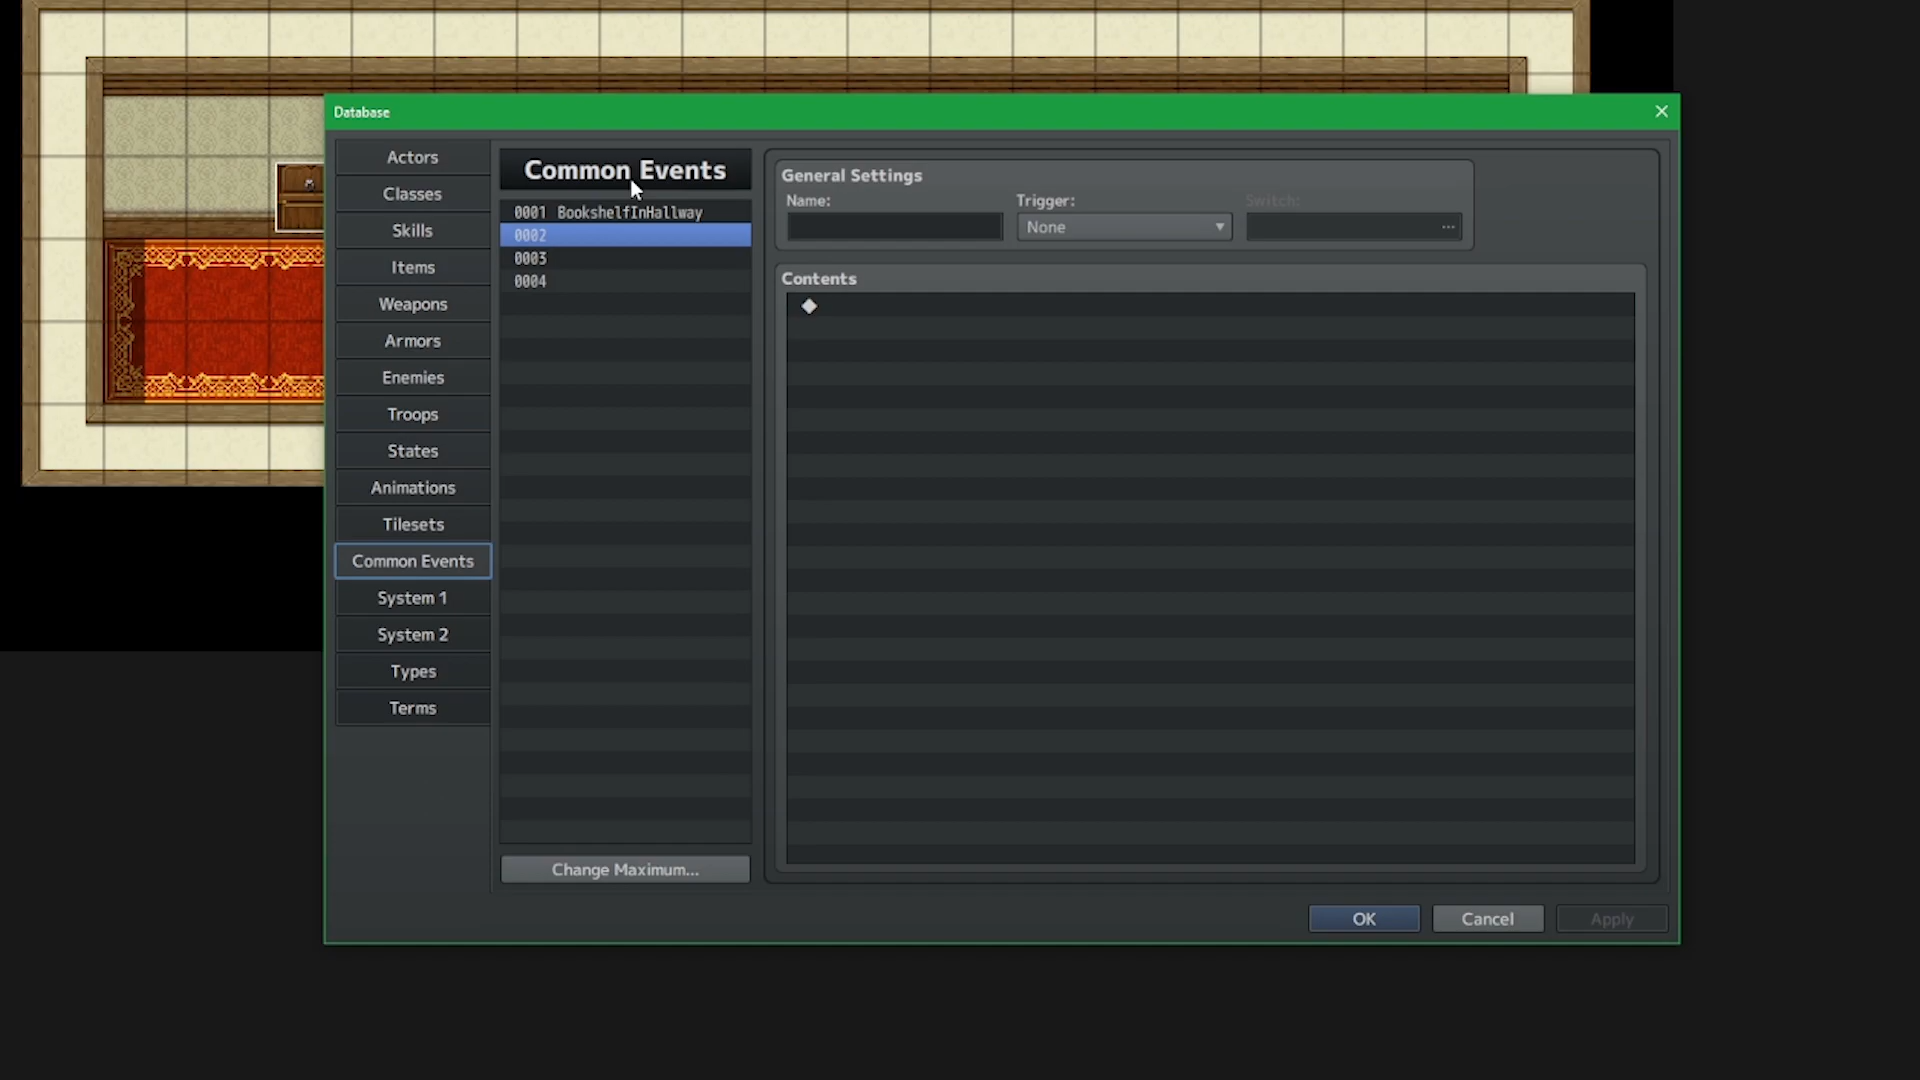 Database
Actors
Classes
Skills
Items
Weapons
Armors
Enemies
Troops
States
Animations
Tilesets
Common Events
System 1
System 2
Types
Terms
Common Events
0001 BookshelfInHallway
0002
0003
0004
Change Maximum...
General Settings
Name:
Trigger:
Switch:
None
...
Contents
OK
Cancel
Apply